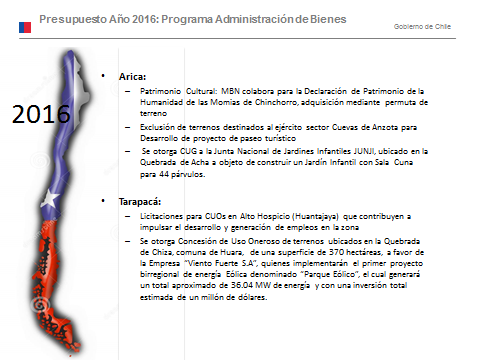 Presupuesto Año 2016: Programa Administración de Bienes
Gobierno de Chile
2016
• Arica:
– Patrimonio Cultural: MBN colabora para la Declaración de Patrimonio de la
Humanidad de las Momias de Chinchorro, adquisición mediante permuta de
terreno
– Exclusión de terrenos destinados al ejército sector Cuevas de Anzota para
Desarrollo de proyecto de paseo turístico
– Se otorga CUG a la Junta Nacional de Jardines Infantiles JUNJI, ubicado en la
Quebrada de Acha a objeto de construir un Jardín Infantil con Sala Cuna
para 44 párvulos.
• Tarapacá:
– Licitaciones para CUOs en Alto Hospicio (Huantajaya) que contribuyen a
impulsar el desarrollo y generación de empleos en la zona
– Se otorga Concesión de Uso Oneroso de terrenos ubicados en la Quebrada
de Chiza, comuna de Huara, de una superficie de 370 hectáreas, a favor de
la Empresa "Viento Fuerte S.A", quienes implementarán el primer proyecto
birregional de energía Eólica denominado "Parque Eólico", el cual generará
un total aproximado de 36.04 MW de energía y con una inversión total
estimada de un millón de dólares.